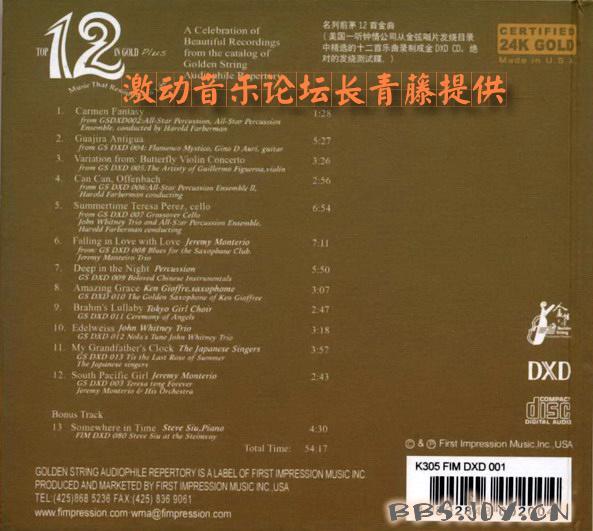 TOP 12 IN GOLD Plus
A Celebration of
Beautiful Recordings
from the catalog of
Golden String
Audiophile Repertory
名列前茅12首金典
(美国一听钟情公司从金弦唱片发烧目录
中精选的十二首乐曲录制成金DXD CD。绝
对的发烧测试碟.)
CERTIFIED
24K GOLD
Made in U.S.A
Music That
激动音乐论坛长青藤提供
1. Carmen Fantasy 1:28
from GSDXD002:All-Star Percussion, All-Star Percussion
Ensemble, conducted by Harold Farberman
2. Guajira Antigua 5:27
from GS DXD 004: Flamenco Mystico, Gino D Auri, guitar
3. Variation from: Butterfly Violin Concerto 3:26
from GS DXD 005:The Artisty of Guillermo Figueroa,violin
4. Can Can, Offenbach 2:56
from GS DXD 006:All-Star Percussion Ensemble II,
Harold Farberman conducting
5. Summertime Teresa Perez, cello 6:54
from GS DXD 007 Crossover Cello
John Whitney Trio and All-Star Percussion Ensemble,
Harold Farberman conducting
6. Falling in Love with Love Jeremy Monterio 7:11
from: GS DXD 008 Blues for the Saxophone Club.
Jeremy Monteiro Trio
7. Deep in the Night Percussion 5:50
GS DXD 009 Beloved Chinese Instrumentals
8. Amazing Grace Ken Gioffre,saxophome 3:07
GS DXD 010 The Golden Saxophone of Ken Gioffree
9. Brahm's Lullaby Tokyo Girl Choir 2:47
GS DXD 011 Ceremony of Angels
10. Edelweiss John Whitney Trio 3:18
GS DXD 012 Nola's Tune John Whitney Trio
11. My Grandfather's Clock The Japanese Singers 3:57
GS DXD 013 Tis the Last Rose of Summer
The Japanese singers
12. South Pacific Girl Jeremy Monterio 2:43
GS DXD 003 Teresa teng Forever
Jeremy Monterio & His Orchestra
Bonus Track
13 Somewhere in Time Steve Siu,Piano 4:30
FIM DXD 080 Steve Siu at the Steinway
Total Time: 54:17
DXD
COMPACT
disc
DIGITAL AUDIO
© & ℗ First Impression Music,Inc.,USA
GOLDEN STRING AUDIOPHILE REPERTORY IS A LABEL OF FIRST IMPRESSION MUSIC INC.
PRODUCED AND MARKETED BY FIRST IMPRESSION MUSIC INC.,USA
TEL:(425)868 5236 FAX:(425) 836 9061
www.fimpression.com wma@fimpression.com
K305 FIM DXD 001
BBSJOY.CN